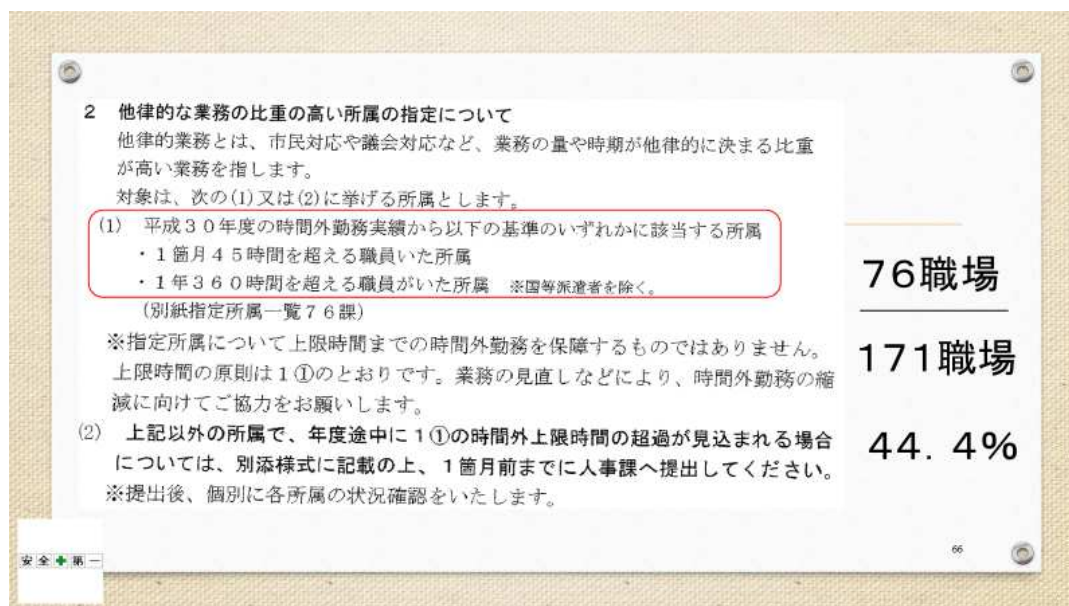 ２　他律的な業務の比重の高い所属の指定について
他律的業務とは、市民対応や議会対応など、業務の量や時期が他律的に決まる比重
が高い業務を指します。
対象は、次の(1)又は(2)に挙げる所属とします。
(1)　平成３０年度の時間外勤務実績から以下の基準のいずれかに該当する所属
・１箇月４５時間を超える職員いた所属
・１年３６０時間を超える職員がいた所属　※国等派遣者を除く。
（別紙指定所属一覧７６課）
※指定所属について上限時間までの時間外勤務を保障するものではありません。
上限時間の原則は１①のとおりです。業務の見直しなどにより、時間外勤務の縮
減に向けてご協力をお願いします。
(2)　上記以外の所属で、年度途中に１①の時間外上限時間の超過が見込まれる場合
については、別添様式に記載の上、１箇月前までに人事課へ提出してください。
※提出後、個別に各所属の状況確認をいたします。
76職場
171職場
44．4%
66
安全✚第一